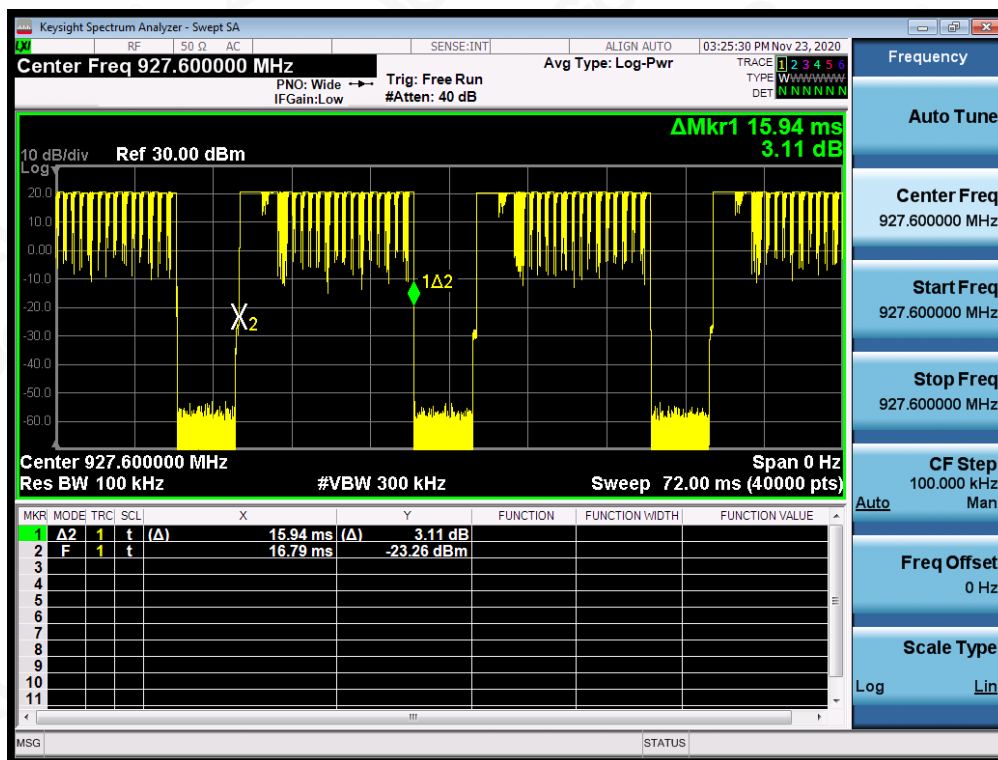 Keysight Spectrum Analyzer - Swept SA
LXI RF 50 Ω AC SENSE:INT ALIGN AUTO 03:25:30 PM Nov 23, 2020
Center Freq 927.600000 MHz
PNO: Wide
IFGain:Low
Trig: Free Run
#Atten: 40 dB
Avg Type: Log-Pwr
TRACE 1 2 3 4 5 6
TYPE WWWWWW
DET N N N N N N
ΔMkr1 15.94 ms
3.11 dB
10 dB/div Ref 30.00 dBm
Log
20.0
10.0
0.00
-10.0
-20.0
-30.0
-40.0
-50.0
-60.0
1Δ2
X2
Center 927.600000 MHz Span 0 Hz
Res BW 100 kHz #VBW 300 kHz Sweep 72.00 ms (40000 pts)
MKR MODE TRC SCL X Y FUNCTION FUNCTION WIDTH FUNCTION VALUE
1 Δ2 1 t (Δ) 15.94 ms (Δ) 3.11 dB
2 F 1 t 16.79 ms -23.26 dBm
3
4
5
6
7
8
9
10
11
MSG STATUS
Frequency
Auto Tune
Center Freq
927.600000 MHz
Start Freq
927.600000 MHz
Stop Freq
927.600000 MHz
CF Step
100.000 kHz
Auto Man
Freq Offset
0 Hz
Scale Type
Log Lin